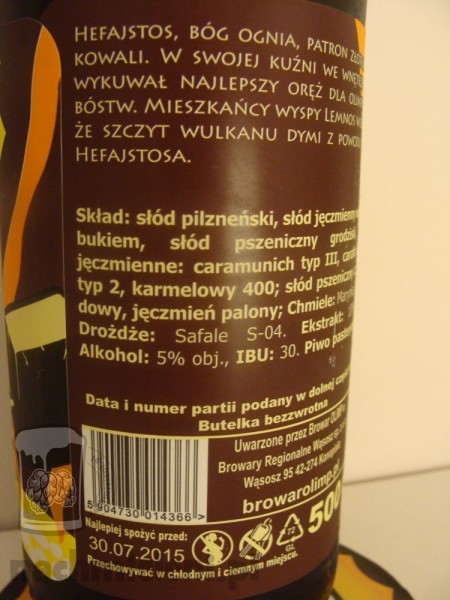 Hefajstos, bóg ognia, patron
kowali. W swojej kuźni we
wykuwał najlepszy oręż dla
bóstw. Mieszkańcy wyspy Lemnos
że szczyt wulkanu dymi z
Hefajstosa.
Skład: słód pilzneński, słód jęczmienny
bukiem, słód pszeniczny
jęczmienne: caramunich typ III,
typ 2, karmelowy 400; słód pszeniczny
dowy, jęczmień palony; Chmiele:
Drożdże: Safale S-04. Ekstrakt:
Alkohol: 5% obj., IBU: 30. Piwo
Data i numer partii podany w dolnej
Butelka bezzwrotna
Uwarzone przez Browar
Browary Regionalne Wąsosz
Wąsosz 95 42-274
browarolimp.pl
5 904730 014366 >
500
Najlepiej spożyć przed:
30.07.2015
72
GL
Przechowywać w chłodnym i ciemnym miejscu.